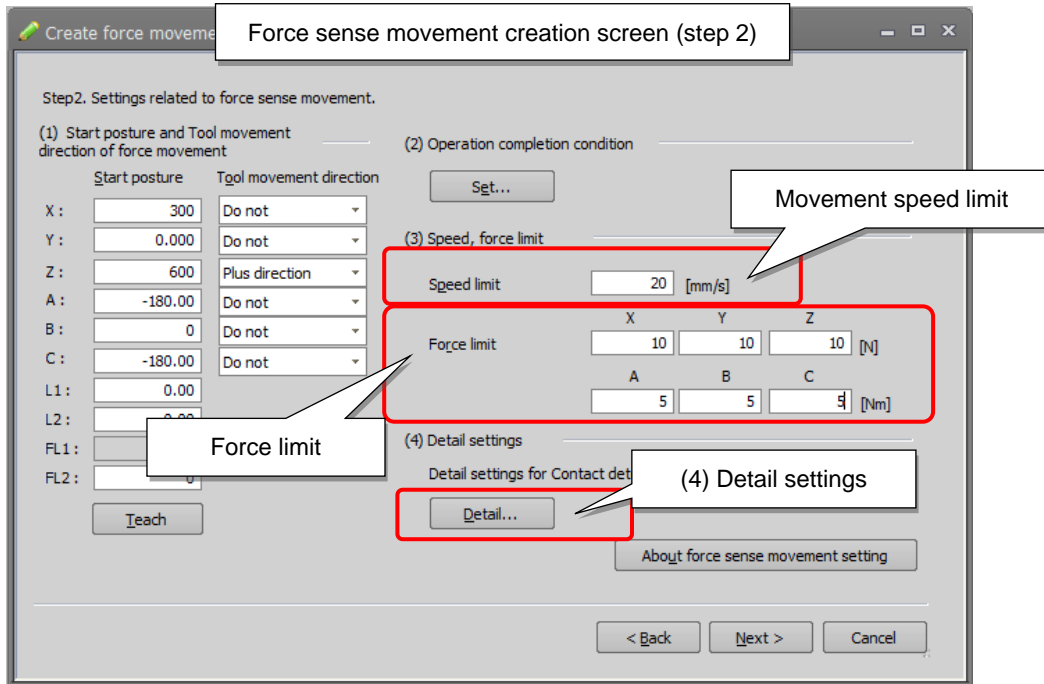 Create force moveme
Force sense movement creation screen (step 2)
Step2. Settings related to force sense movement.
(1) Start posture and Tool movement
direction of force movement
Start posture Tool movement direction
X : 300 Do not
Y : 0.000 Do not
Z : 600 Plus direction
A : -180.00 Do not
B : 0 Do not
C : -180.00 Do not
L1 : 0.00
L2 :
FL1 :
FL2 : 0
Teach
(2) Operation completion condition
Set...
Movement speed limit
(3) Speed, force limit
Speed limit 20 [mm/s]
X Y Z
Force limit 10 10 10 [N]
A B C
5 5 5 [Nm]
Force limit
(4) Detail settings
Detail settings for Contact det
(4) Detail settings
Detail...
About force sense movement setting
< Back Next > Cancel